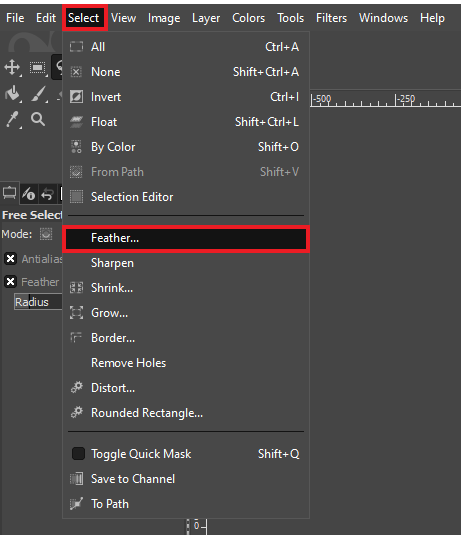 File Edit Select View Image Layer Colors Tools Filters Windows Help
All Ctrl+A
None Shift+Ctrl+A
Invert Ctrl+I
-500 -250
Float Shift+Ctrl+L
By Color Shift+O
From Path Shift+V
Selection Editor
Free Selec
Mode:
Feather...
Antialias
Sharpen
Feather
Shrink...
Radius
Grow...
Border...
Remove Holes
Distort...
Rounded Rectangle...
Toggle Quick Mask Shift+Q
Save to Channel
To Path
0